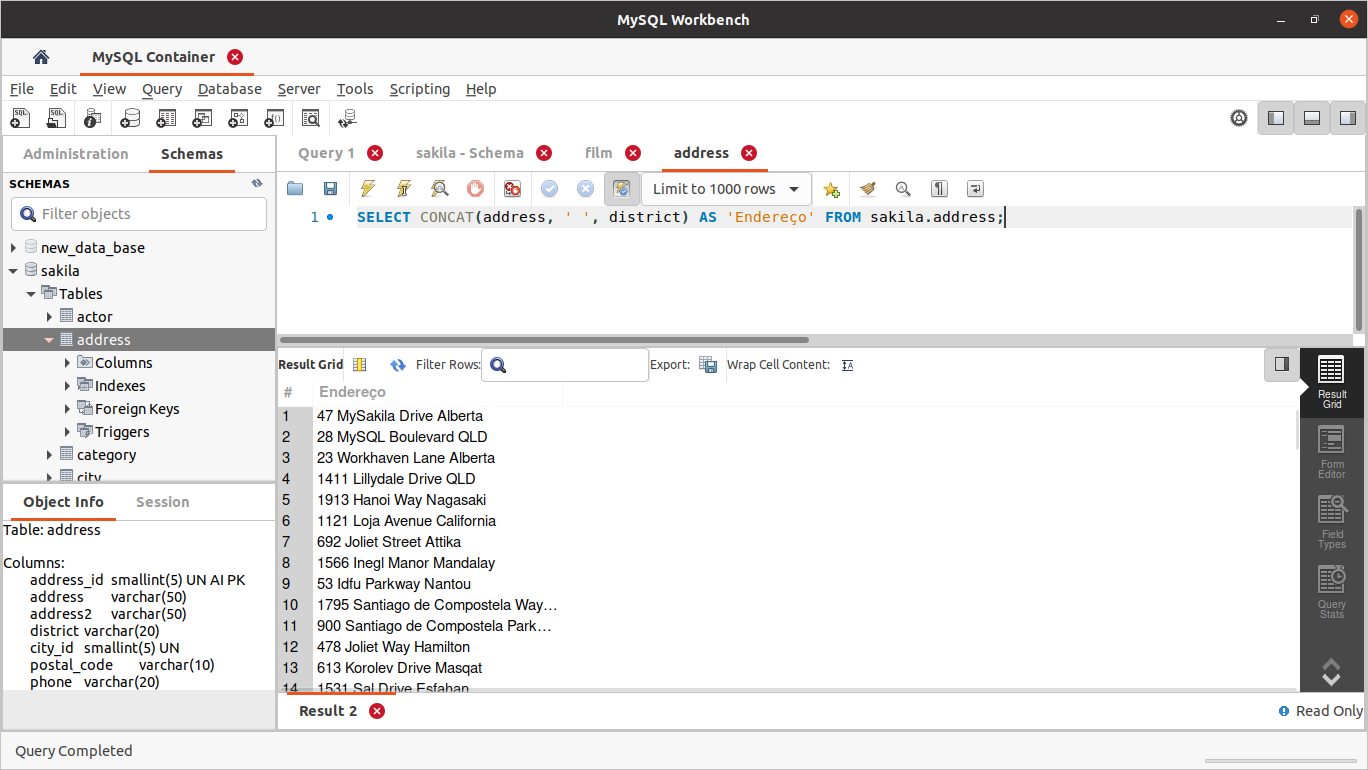 MySQL Workbench
MySQL Container
File Edit View Query Database Server Tools Scripting Help
Administration Schemas
Query 1 sakila - Schema film address
SCHEMAS
Limit to 1000 rows
Filter objects
1 SELECT CONCAT(address, ' ', district) AS 'Endereço' FROM sakila.address;
new_data_base
sakila
Tables
actor
address
Columns
Indexes
Foreign Keys
Triggers
category
city
Result Grid Filter Rows: Export: Wrap Cell Content:
# Endereço
1 47 MySakila Drive Alberta
2 28 MySQL Boulevard QLD
3 23 Workhaven Lane Alberta
4 1411 Lillydale Drive QLD
5 1913 Hanoi Way Nagasaki
6 1121 Loja Avenue California
7 692 Joliet Street Attika
8 1566 Inegl Manor Mandalay
9 53 Idfu Parkway Nantou
10 1795 Santiago de Compostela Way…
11 900 Santiago de Compostela Park…
12 478 Joliet Way Hamilton
13 613 Korolev Drive Masqat
14 1531 Sal Drive Esfahan
Result
Grid
Form
Editor
Field
Types
Query
Stats
Object Info Session
Table: address
Columns:
address_id smallint(5) UN AI PK
address varchar(50)
address2 varchar(50)
district varchar(20)
city_id smallint(5) UN
postal_code varchar(10)
phone varchar(20)
Result 2
Read Only
Query Completed